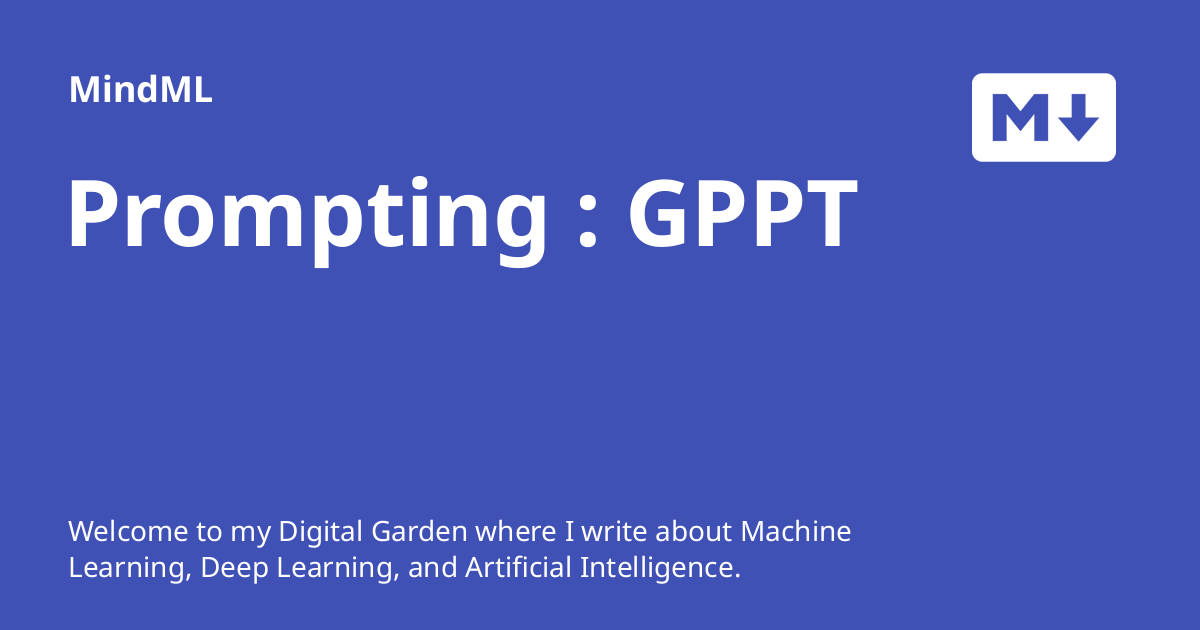 MindML
M
Prompting : GPPT
Welcome to my Digital Garden where I write about Machine
Learning, Deep Learning, and Artificial Intelligence.